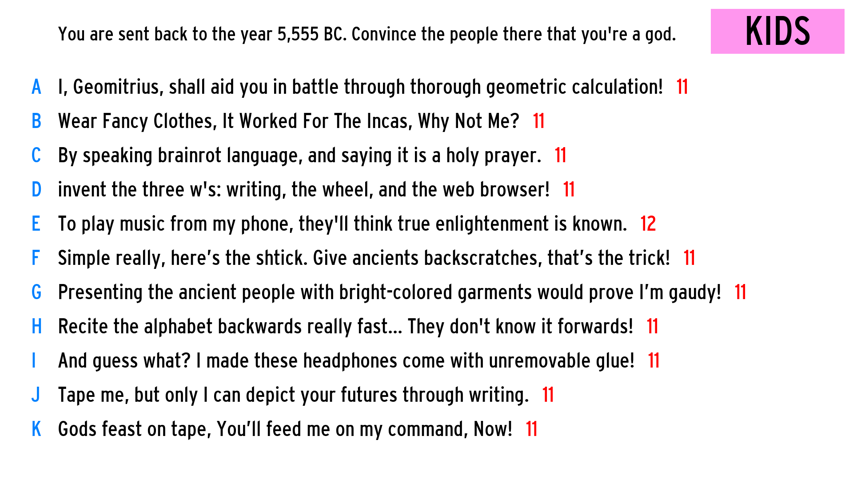 You are sent back to the year 5,555 BC. Convince the people there that you're a god.
KIDS
A I, Geomitrius, shall aid you in battle through thorough geometric calculation! 11
B Wear Fancy Clothes, It Worked For The Incas, Why Not Me? 11
C By speaking brainrot language, and saying it is a holy prayer. 11
D invent the three w's: writing, the wheel, and the web browser! 11
E To play music from my phone, they'll think true enlightenment is known. 12
F Simple really, here’s the shtick. Give ancients backscratches, that’s the trick! 11
G Presenting the ancient people with bright-colored garments would prove I’m gaudy! 11
H Recite the alphabet backwards really fast... They don't know it forwards! 11
I And guess what? I made these headphones come with unremovable glue! 11
J Tape me, but only I can depict your futures through writing. 11
K Gods feast on tape, You’ll feed me on my command, Now! 11